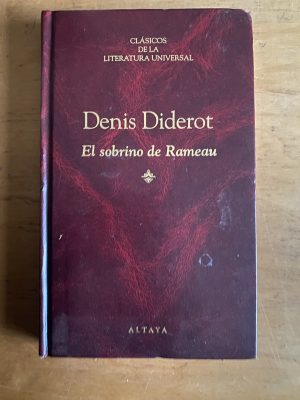 CLÁSICOS
DE LA
LITERATURA UNIVERSAL
Denis Diderot
El sobrino de Rameau
ALTAYA